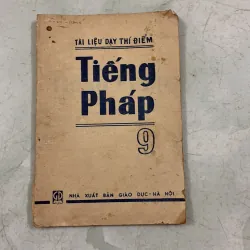 TÀI LIỆU DẠY THÍ ĐIỂM
Tiếng
Pháp
9
NHÀ XUẤT BẢN GIÁO DỤC - HÀ NỘI